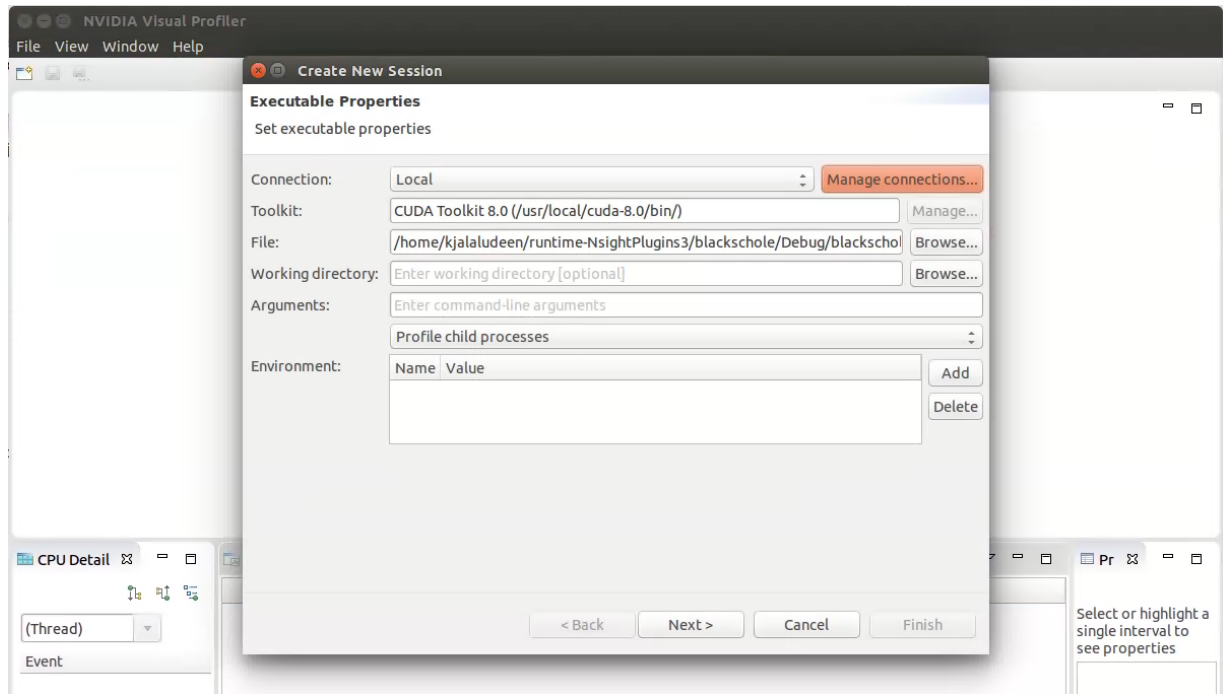 NVIDIA Visual Profiler
File View Window Help
Create New Session
Executable Properties
Set executable properties
Connection: Local Manage connections...
Toolkit: CUDA Toolkit 8.0 (/usr/local/cuda-8.0/bin/) Manage...
File: /home/kjalaludeen/runtime-NsightPlugins3/blackschole/Debug/blackschol Browse...
Working directory: Enter working directory [optional] Browse...
Arguments: Enter command-line arguments
Profile child processes
Environment: Name Value Add
Delete
< Back Next > Cancel Finish
CPU Detail
(Thread)
Event
Pr
Select or highlight a
single interval to
see properties